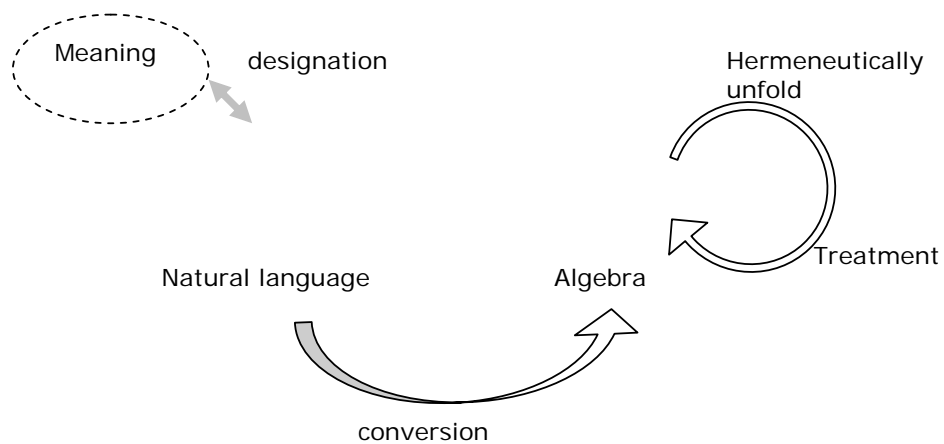 Meaning
designation
Hermeneutically
unfold
Treatment
Natural language
Algebra
conversion